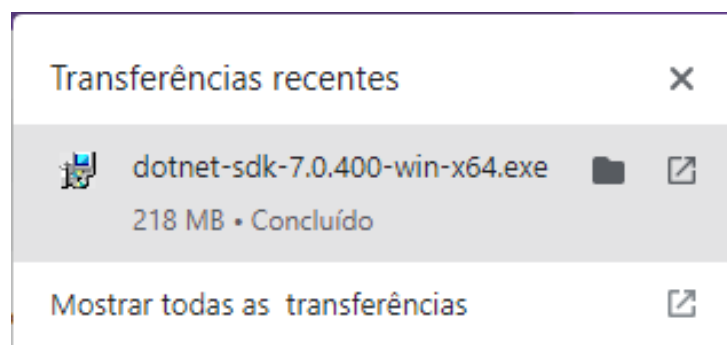 Transferências recentes
dotnet-sdk-7.0.400-win-x64.exe
218 MB • Concluído
Mostrar todas as transferências